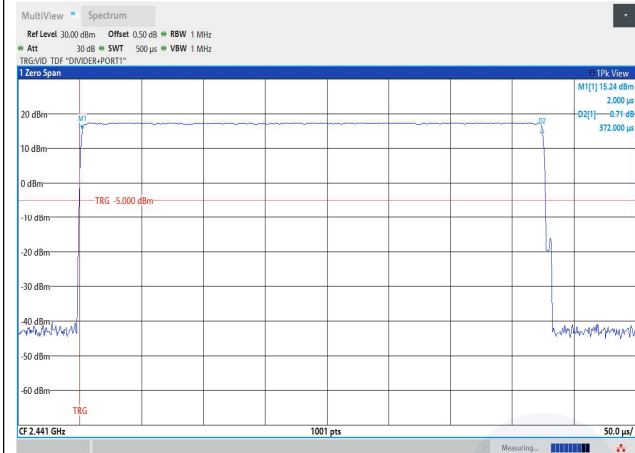 MultiView Spectrum
Ref Level 30.00 dBm Offset 0.50 dB RBW 1 MHz
Att 30 dB SWT 500 µs VBW 1 MHz
TRG:VID TDF "DIVIDER+PORT1"
1 Zero Span 1Pk View
M1[1] 15.24 dBm
2.000 µs
D2[1] 0.71 dB
372.000 µs
20 dBm
M1
D2
10 dBm
0 dBm
TRG -5.000 dBm
-10 dBm
-20 dBm
-30 dBm
-40 dBm
-50 dBm
-60 dBm
TRG
CF 2.441 GHz 1001 pts 50.0 µs/
Measuring...